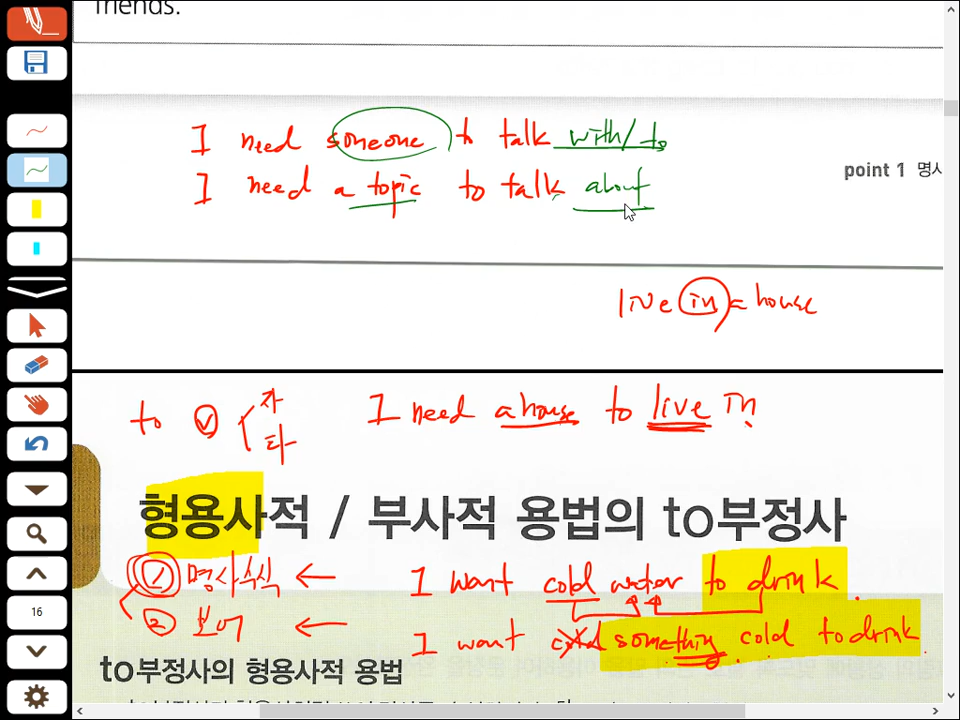 friends.
I need someone to talk with/to
I need a topic to talk about
point 1 명사
live in a house
to ⓥ 자
타
I need a house to live in.
형용사적 / 부사적 용법의 to부정사
① 명사수식 ← I want cold water to drink.
② 보어 ← I want cold something cold to drink.
to부정사의 형용사적 용법
16